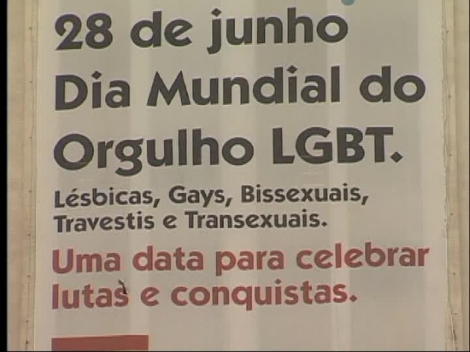 28 de junho
Dia Mundial do
Orgulho LGBT.
Lésbicas, Gays, Bissexuais,
Travestis e Transexuais.
Uma data para celebrar
lutas e conquistas.